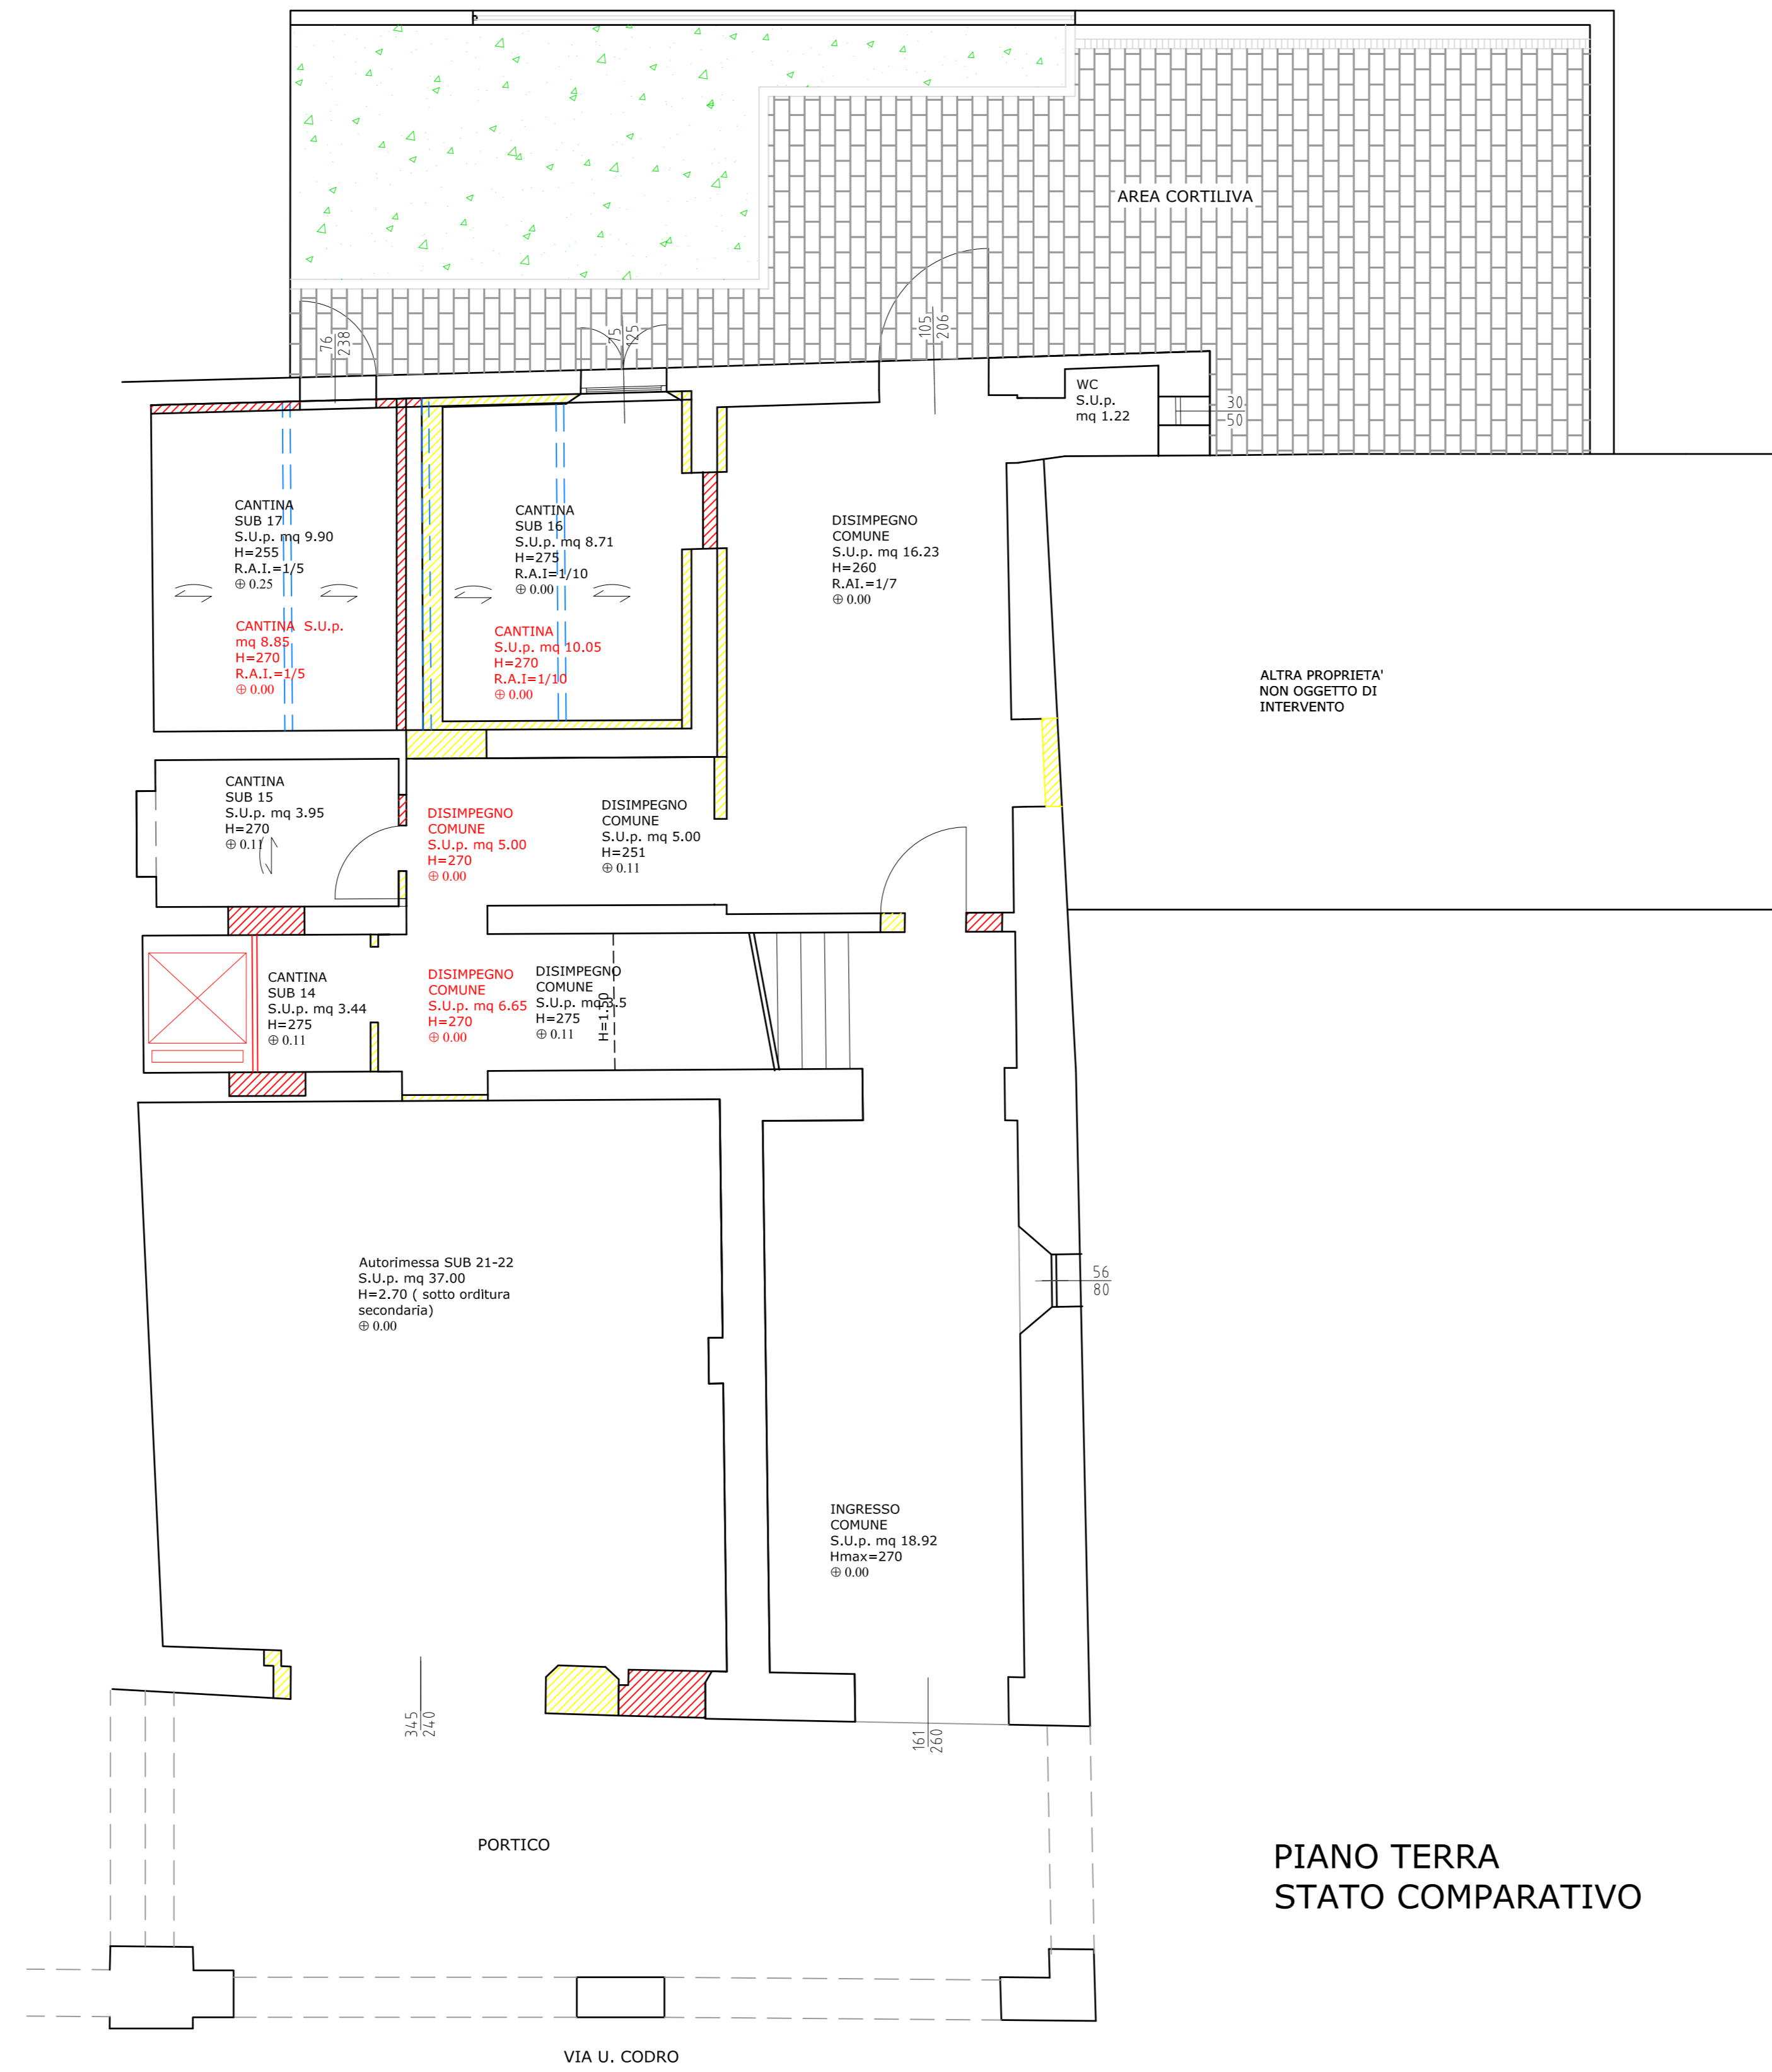 AREA CORTILIVA
76
238
75
125
105
206
WC
S.U.p.
mq 1.22
30
50
CANTINA
SUB 17
S.U.p. mq 9.90
H=255
R.A.I.=1/5
⊕ 0.25
CANTINA S.U.p.
mq 8.85
H=270
R.A.I.=1/5
⊕ 0.00
CANTINA
SUB 16
S.U.p. mq 8.71
H=275
R.A.I=1/10
⊕ 0.00
CANTINA
S.U.p. mq 10.05
H=270
R.A.I=1/10
⊕ 0.00
DISIMPEGNO
COMUNE
S.U.p. mq 16.23
H=260
R.AI.=1/7
⊕ 0.00
ALTRA PROPRIETA'
NON OGGETTO DI
INTERVENTO
CANTINA
SUB 15
S.U.p. mq 3.95
H=270
⊕ 0.11
DISIMPEGNO
COMUNE
S.U.p. mq 5.00
H=270
⊕ 0.00
DISIMPEGNO
COMUNE
S.U.p. mq 5.00
H=251
⊕ 0.11
CANTINA
SUB 14
S.U.p. mq 3.44
H=275
⊕ 0.11
DISIMPEGNO
COMUNE
S.U.p. mq 6.65
H=270
⊕ 0.00
DISIMPEGNO
COMUNE
S.U.p. mq 3.5
H=275
⊕ 0.11
H=1.50
Autorimessa SUB 21-22
S.U.p. mq 37.00
H=2.70 ( sotto orditura
secondaria)
⊕ 0.00
56
80
INGRESSO
COMUNE
S.U.p. mq 18.92
Hmax=270
⊕ 0.00
345
240
161
260
PORTICO
PIANO TERRA
STATO COMPARATIVO
VIA U. CODRO